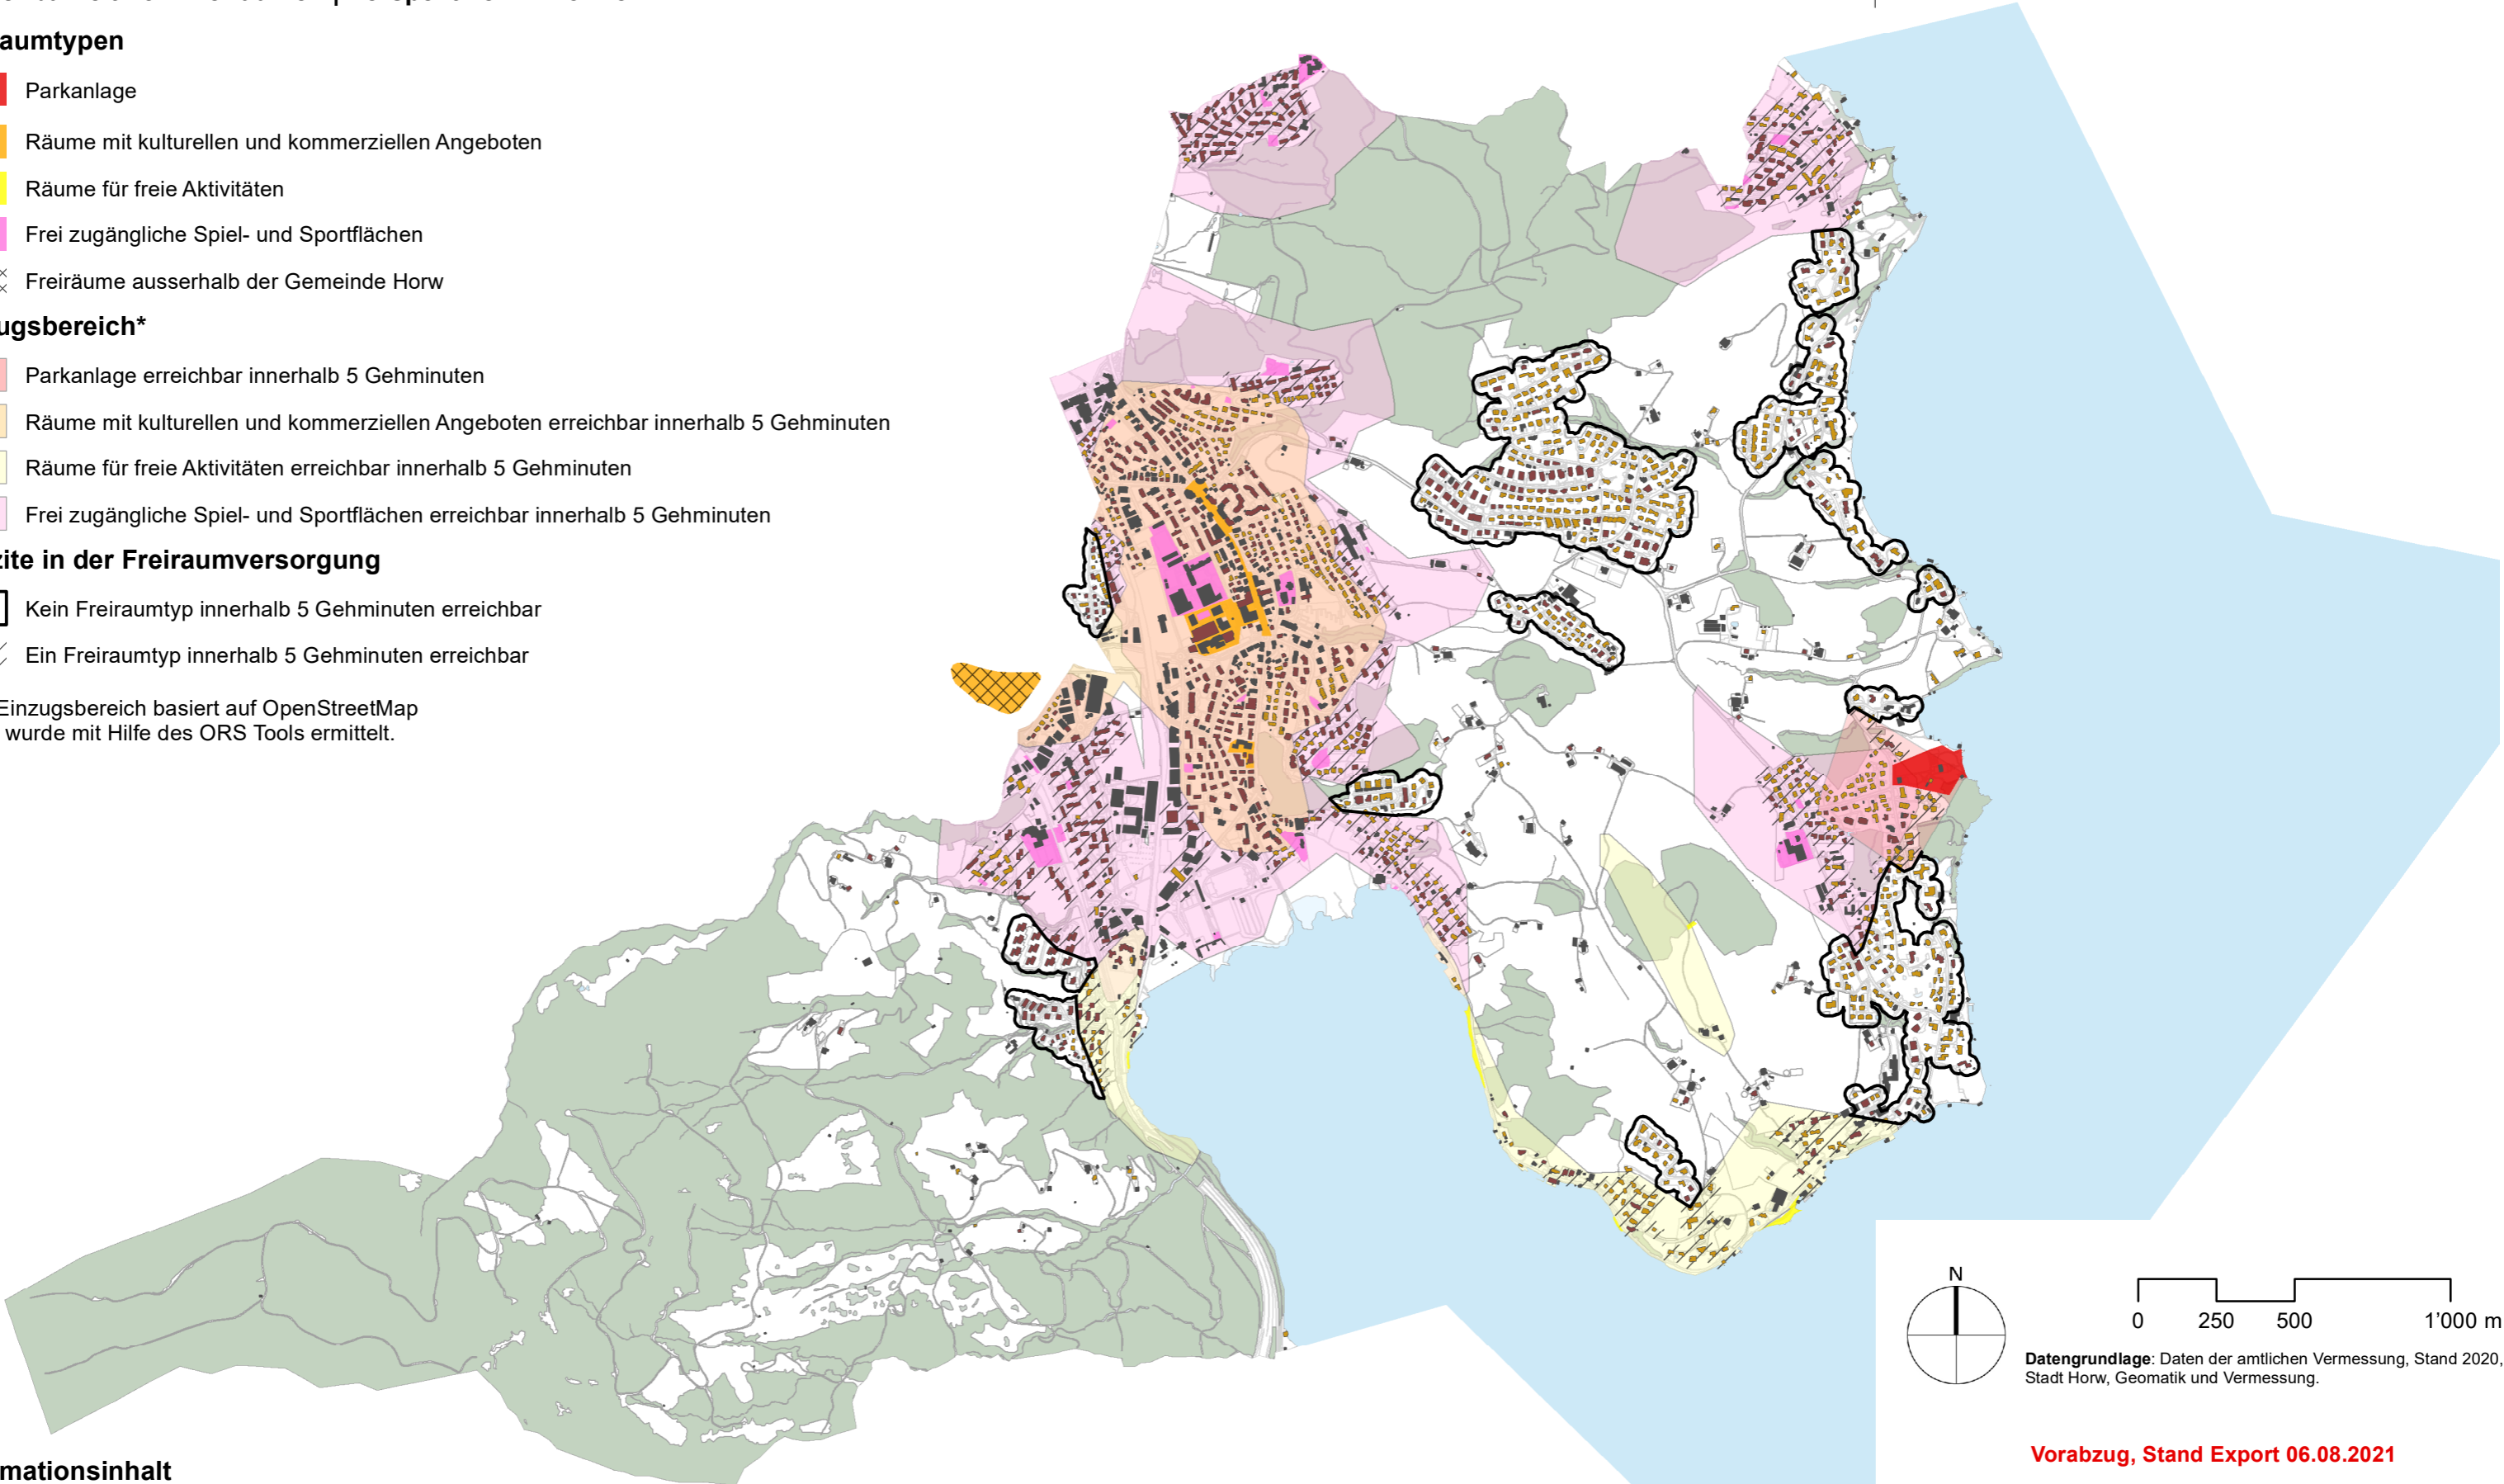 aumtypen
Parkanlage
Räume mit kulturellen und kommerziellen Angeboten
Räume für freie Aktivitäten
Frei zugängliche Spiel- und Sportflächen
Freiräume ausserhalb der Gemeinde Horw
ugsbereich*
Parkanlage erreichbar innerhalb 5 Gehminuten
Räume mit kulturellen und kommerziellen Angeboten erreichbar innerhalb 5 Gehminuten
Räume für freie Aktivitäten erreichbar innerhalb 5 Gehminuten
Frei zugängliche Spiel- und Sportflächen erreichbar innerhalb 5 Gehminuten
zite in der Freiraumversorgung
Kein Freiraumtyp innerhalb 5 Gehminuten erreichbar
Ein Freiraumtyp innerhalb 5 Gehminuten erreichbar
Einzugsbereich basiert auf OpenStreetMap
wurde mit Hilfe des ORS Tools ermittelt.
mationsinhalt
N
0 250 500 1'000 m
Datengrundlage: Daten der amtlichen Vermessung, Stand 2020,
Stadt Horw, Geomatik und Vermessung.
Vorabzug, Stand Export 06.08.2021